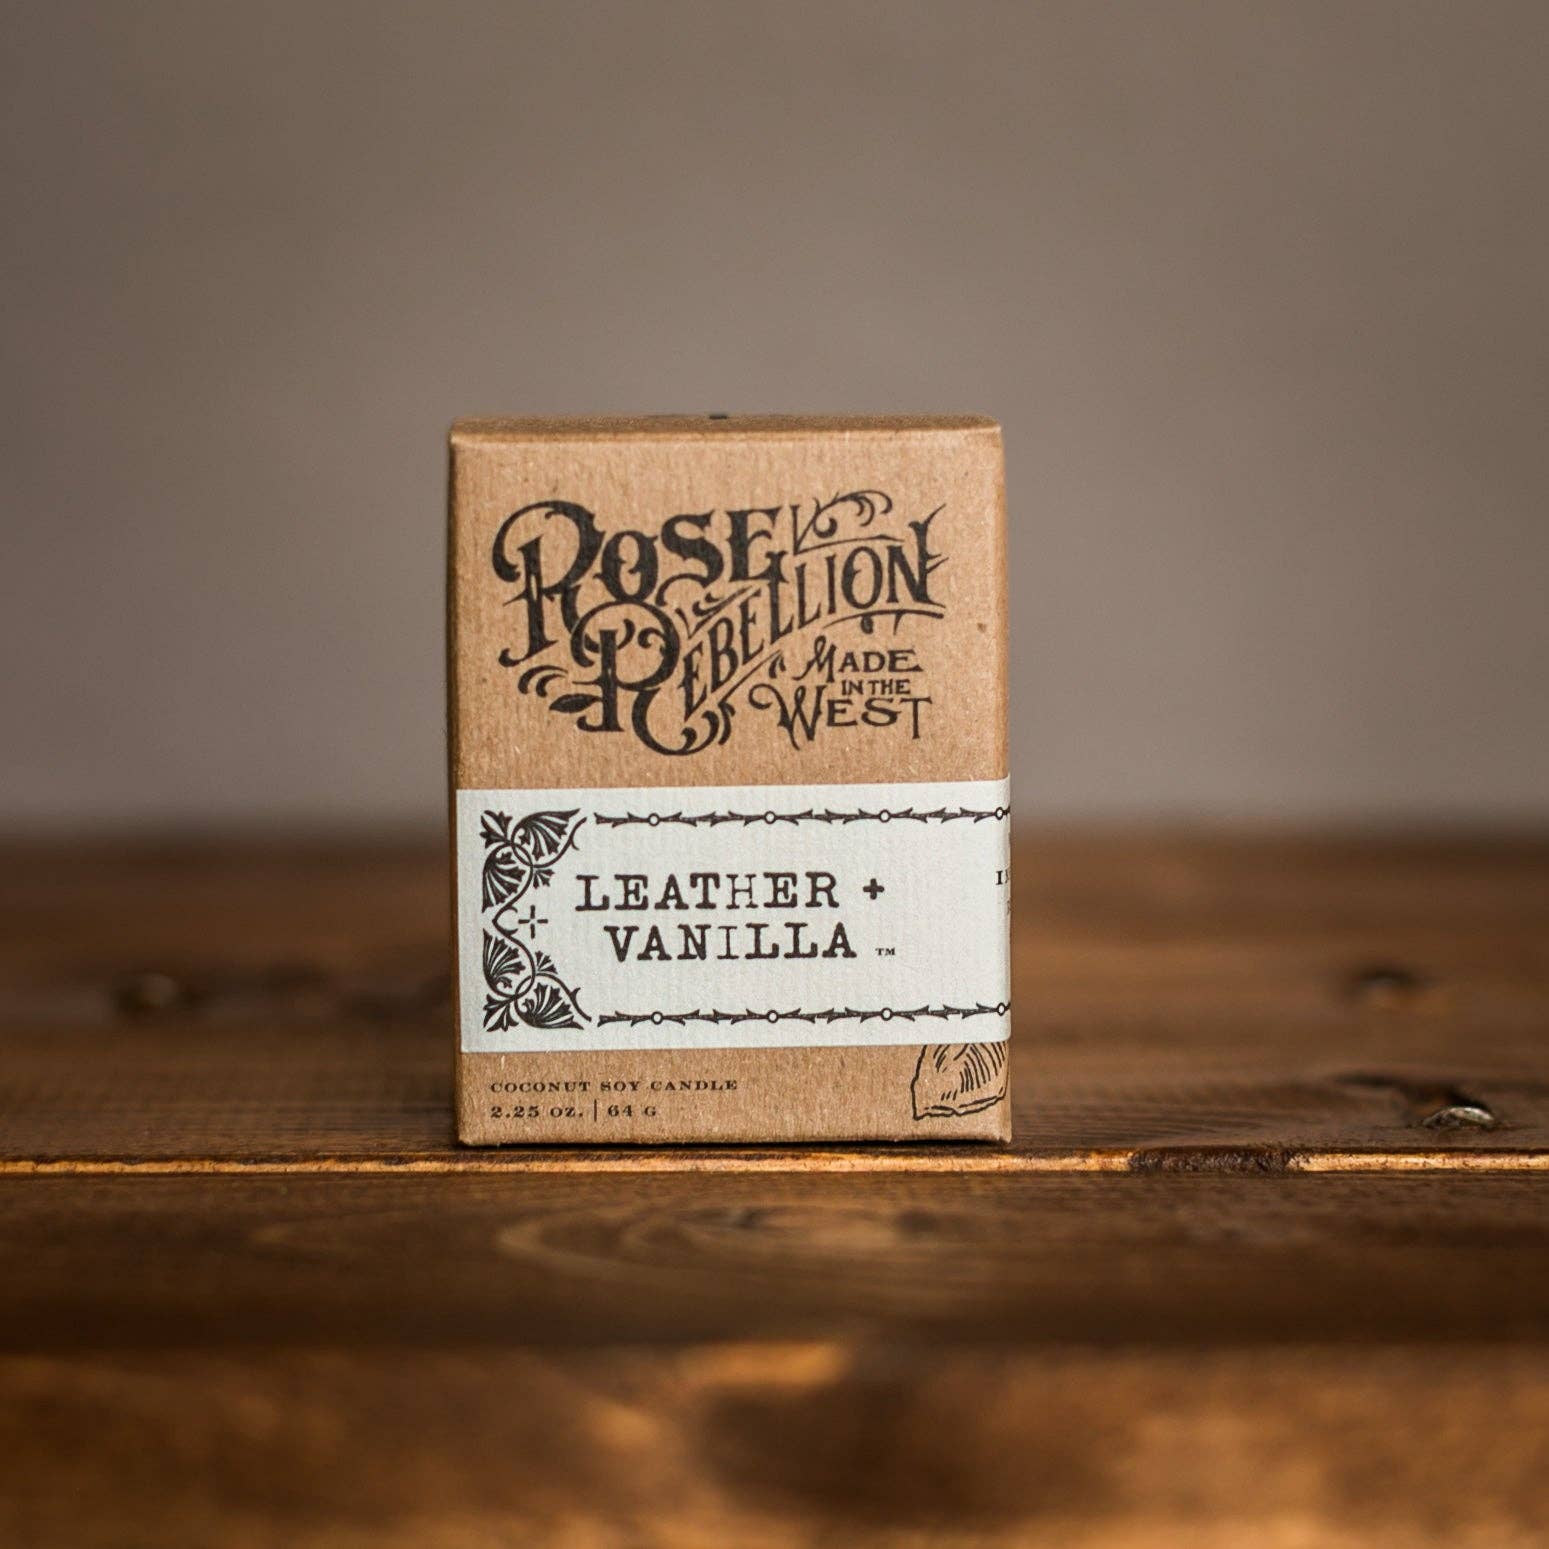 ROSE
REBELLION
MADE
IN THE
WEST
LEATHER +
VANILLA ™
COCONUT SOY CANDLE
2.25 OZ. | 64 G